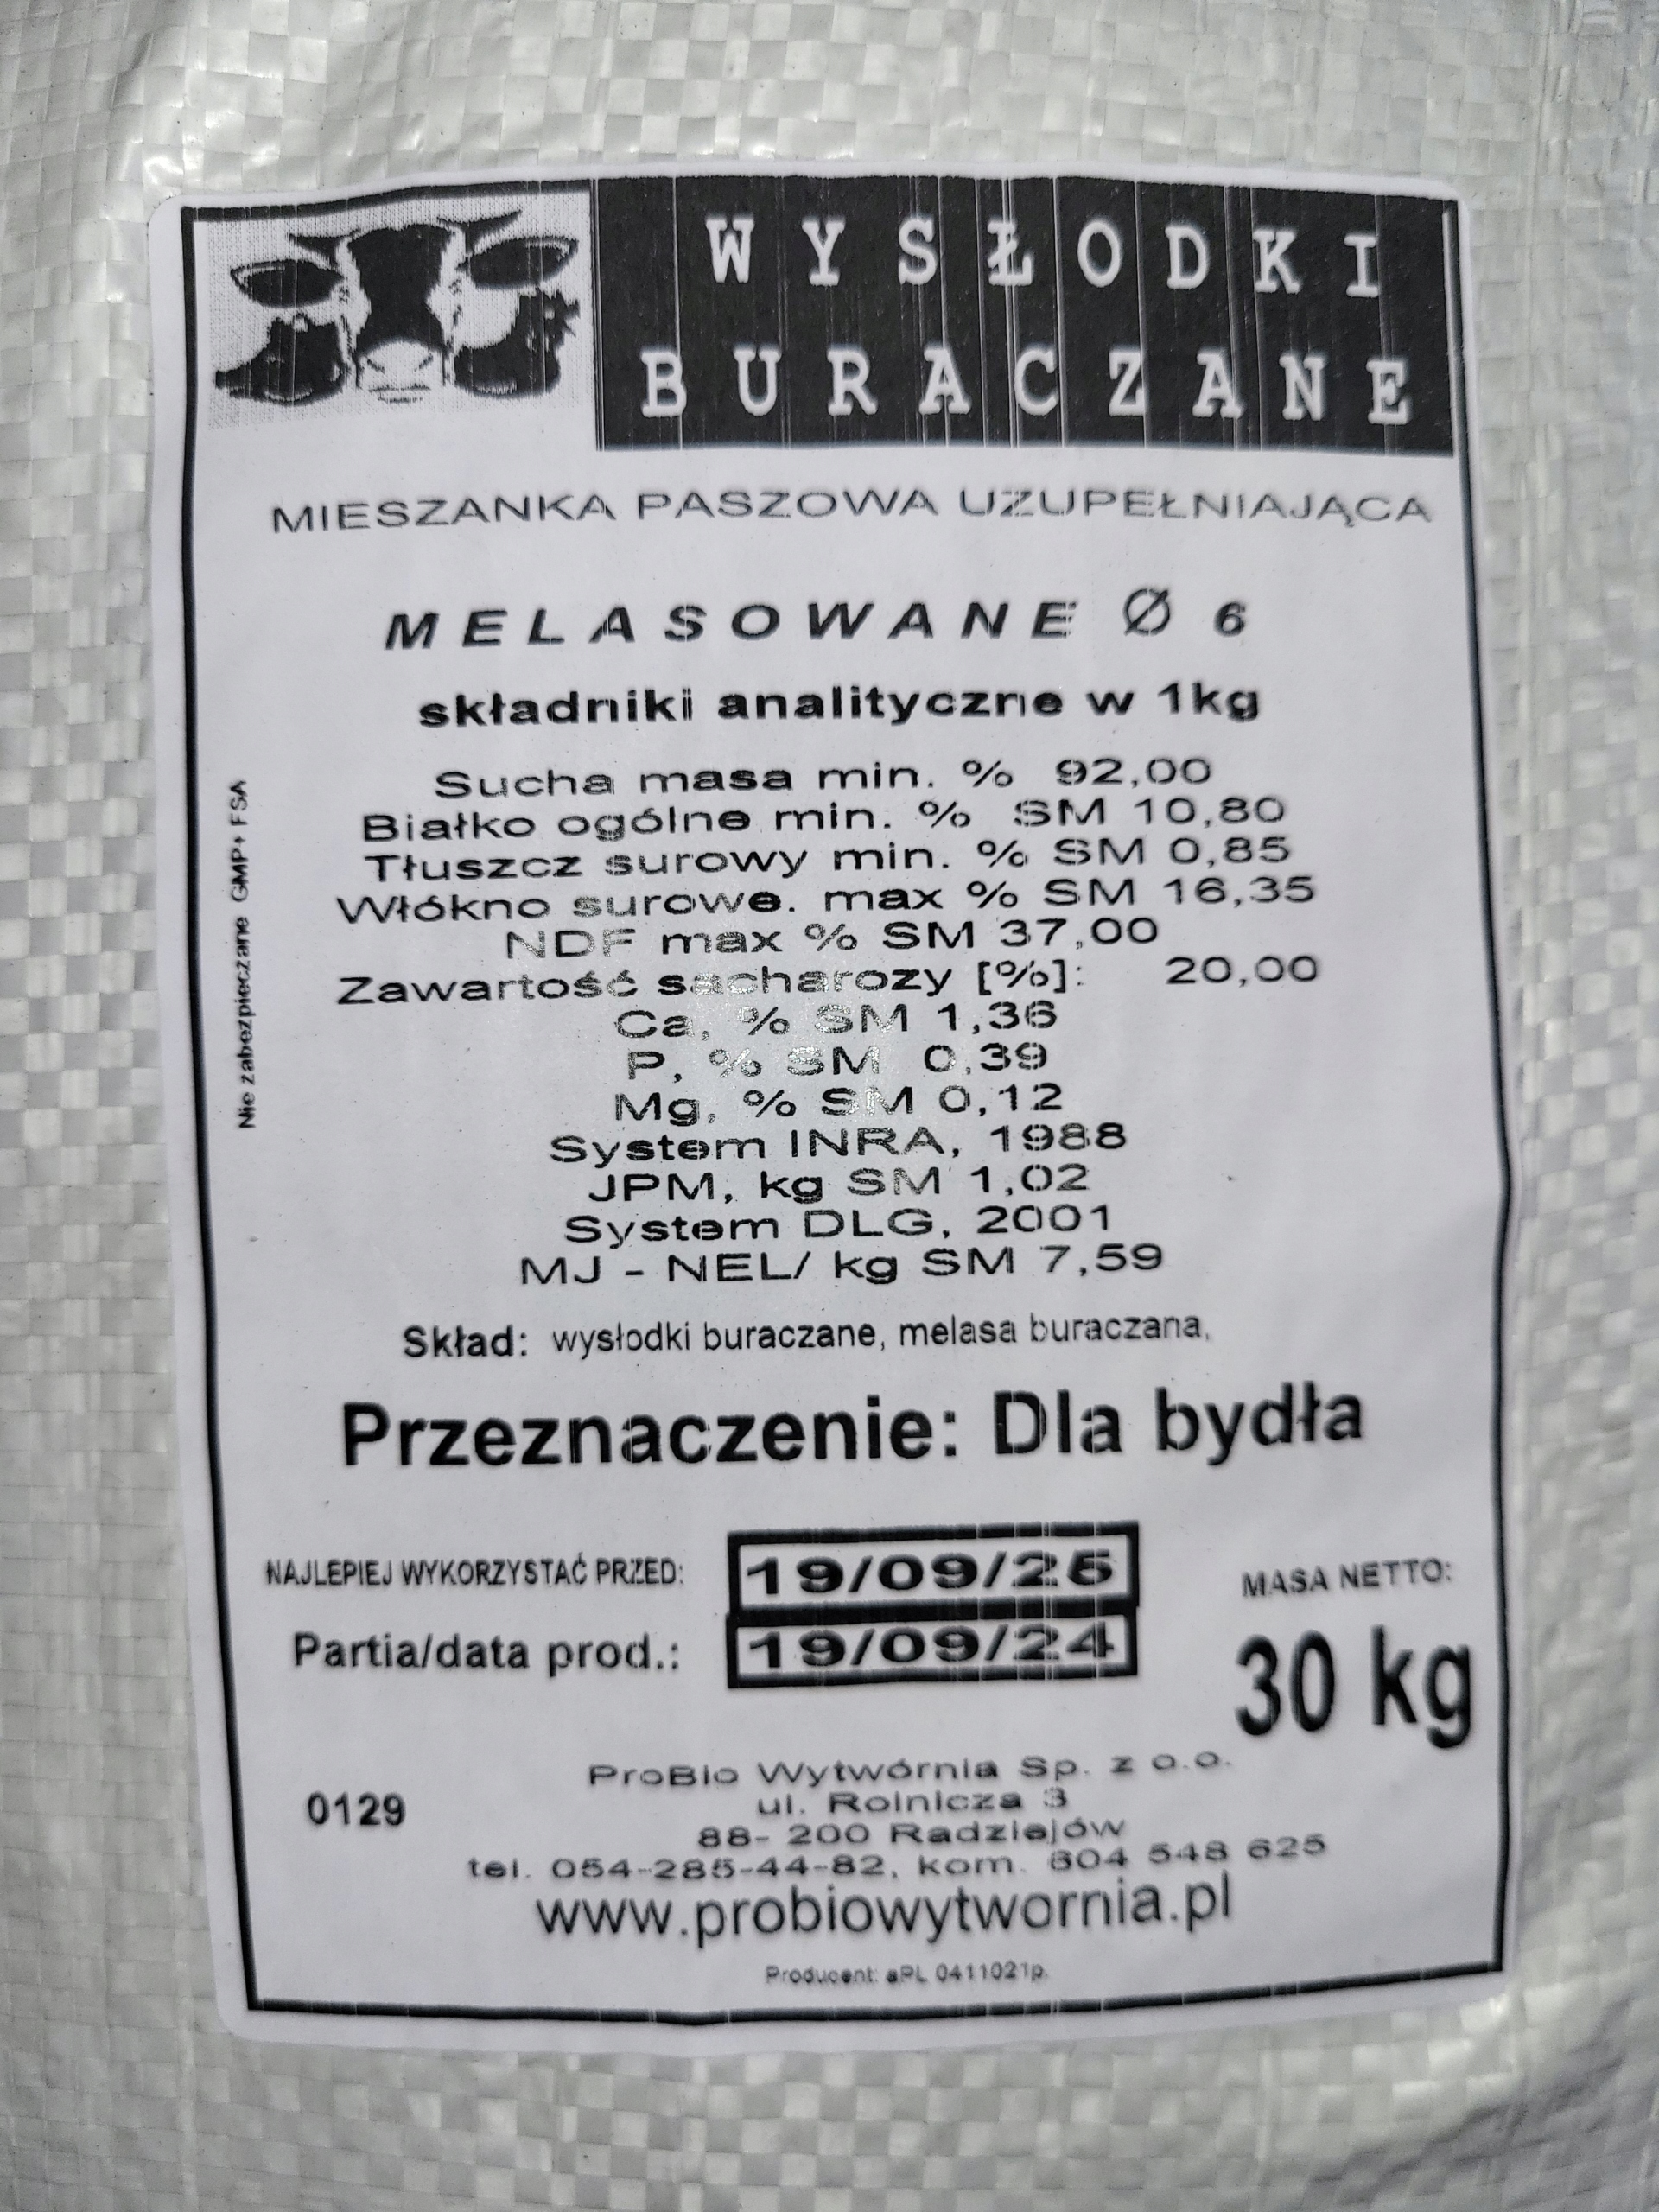 WYSŁODKI
BURACZANE
MIESZANKA PASZOWA UZUPEŁNIAJĄCA
MELASOWANE Ø 6
składniki analityczne w 1kg
Sucha masa min. % 92,00
Białko ogólne min. % SM 10,80
Tłuszcz surowy min. % SM 0,85
Włókno surowe. max % SM 16,35
NDF max % SM 37,00
Zawartość sacharozy [%]: 20,00
Ca, % SM 1,36
P, % SM 0,39
Mg, % SM 0,12
System INRA, 1988
JPM, kg SM 1,02
System DLG, 2001
MJ - NEL/ kg SM 7,59
Nie zabezpieczane GMP+ FSA
Skład: wysłodki buraczane, melasa buraczana,
Przeznaczenie: Dla bydła
NAJLEPIEJ WYKORZYSTAĆ PRZED: 19/09/25
Partia/data prod.: 19/09/24
MASA NETTO:
30 kg
0129
ProBio Wytwórnia Sp. z o.o.
ul. Rolnicza 3
88- 200 Radziejów
tel. 054-285-44-82, kom. 604 548 625
www.probiowytwornia.pl
Producent: aPL 0411021p.